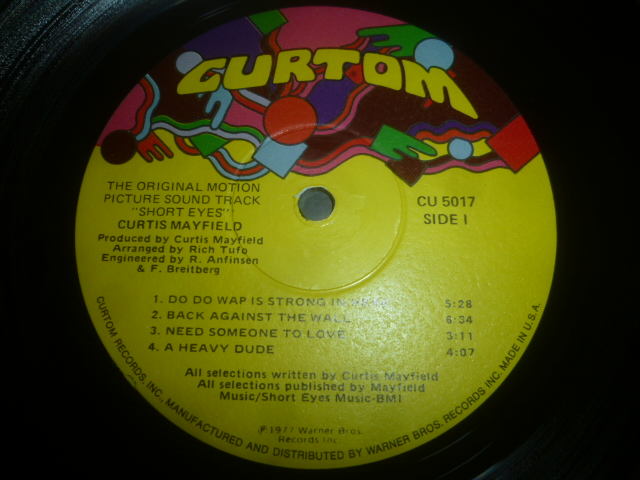 CURTOM
THE ORIGINAL MOTION
PICTURE SOUND TRACK
"SHORT EYES"
CURTIS MAYFIELD
Produced by Curtis Mayfield
Arranged by Rich Tufo
Engineered by R. Anfinsen
& F. Breitberg
CU 5017
SIDE I
1. DO DO WAP IS STRONG IN HERE 5:28
2. BACK AGAINST THE WALL 6:34
3. NEED SOMEONE TO LOVE 3:11
4. A HEAVY DUDE 4:07
All selections written by Curtis Mayfield
All selections published by Mayfield
Music/Short Eyes Music-BMI
℗1977 Warner Bros.
Records Inc.
CURTOM RECORDS, INC., MANUFACTURED AND DISTRIBUTED BY WARNER BROS. RECORDS INC. MADE IN U.S.A.